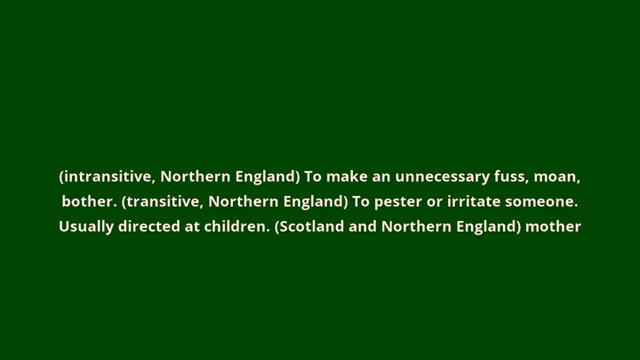 (intransitive, Northern England) To make an unnecessary fuss, moan,
bother. (transitive, Northern England) To pester or irritate someone.
Usually directed at children. (Scotland and Northern England) mother